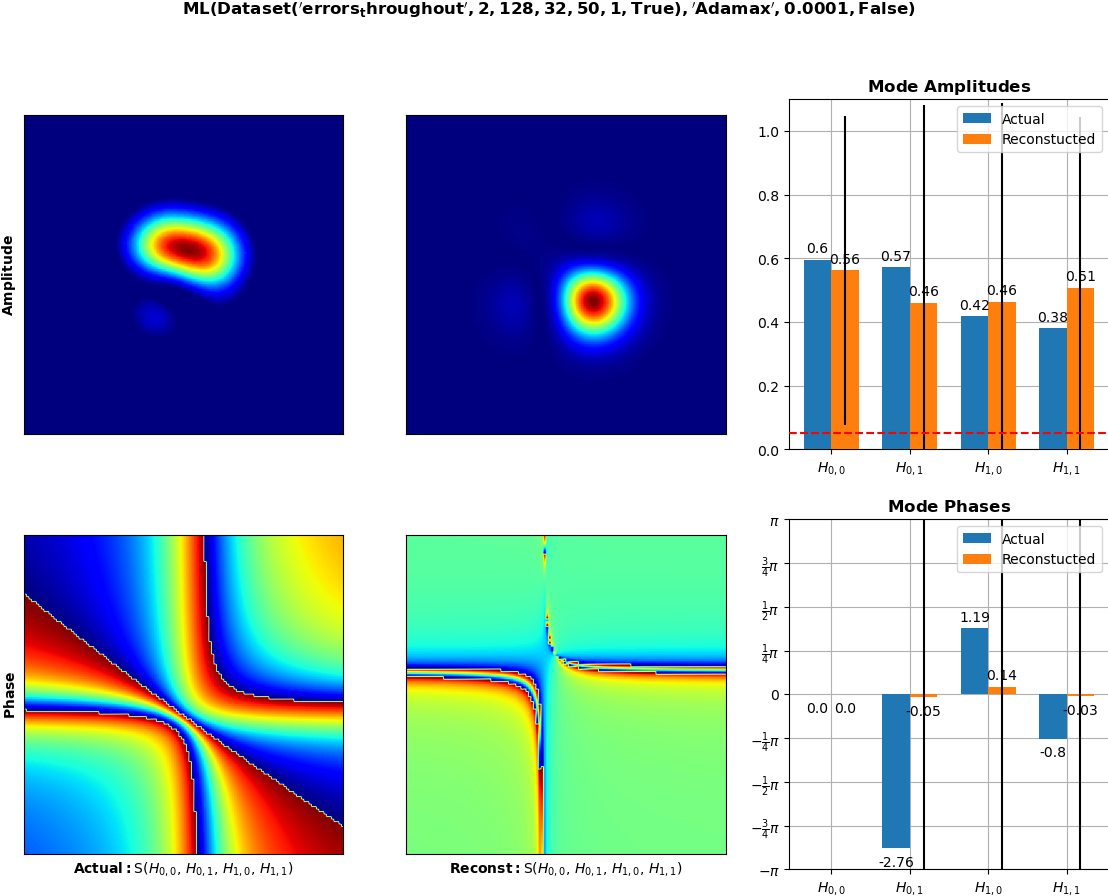 ML(Dataset('errors_throughout', 2, 128, 32, 50, 1, True), 'Adamax', 0.0001, False)
Amplitude
Mode Amplitudes
Actual
Reconstucted
1.0
0.8
0.6
0.4
0.2
0.0
0.6
0.56
0.57
0.46
0.42
0.46
0.38
0.51
H0,0
H0,1
H1,0
H1,1
Phase
Actual: S(H0,0, H0,1, H1,0, H1,1)
Reconst: S(H0,0, H0,1, H1,0, H1,1)
Mode Phases
Actual
Reconstucted
π
3/4π
1/2π
1/4π
0
−1/4π
−1/2π
−3/4π
−π
0.0
0.0
-2.76
-0.05
1.19
0.14
-0.8
-0.03
H0,0
H0,1
H1,0
H1,1